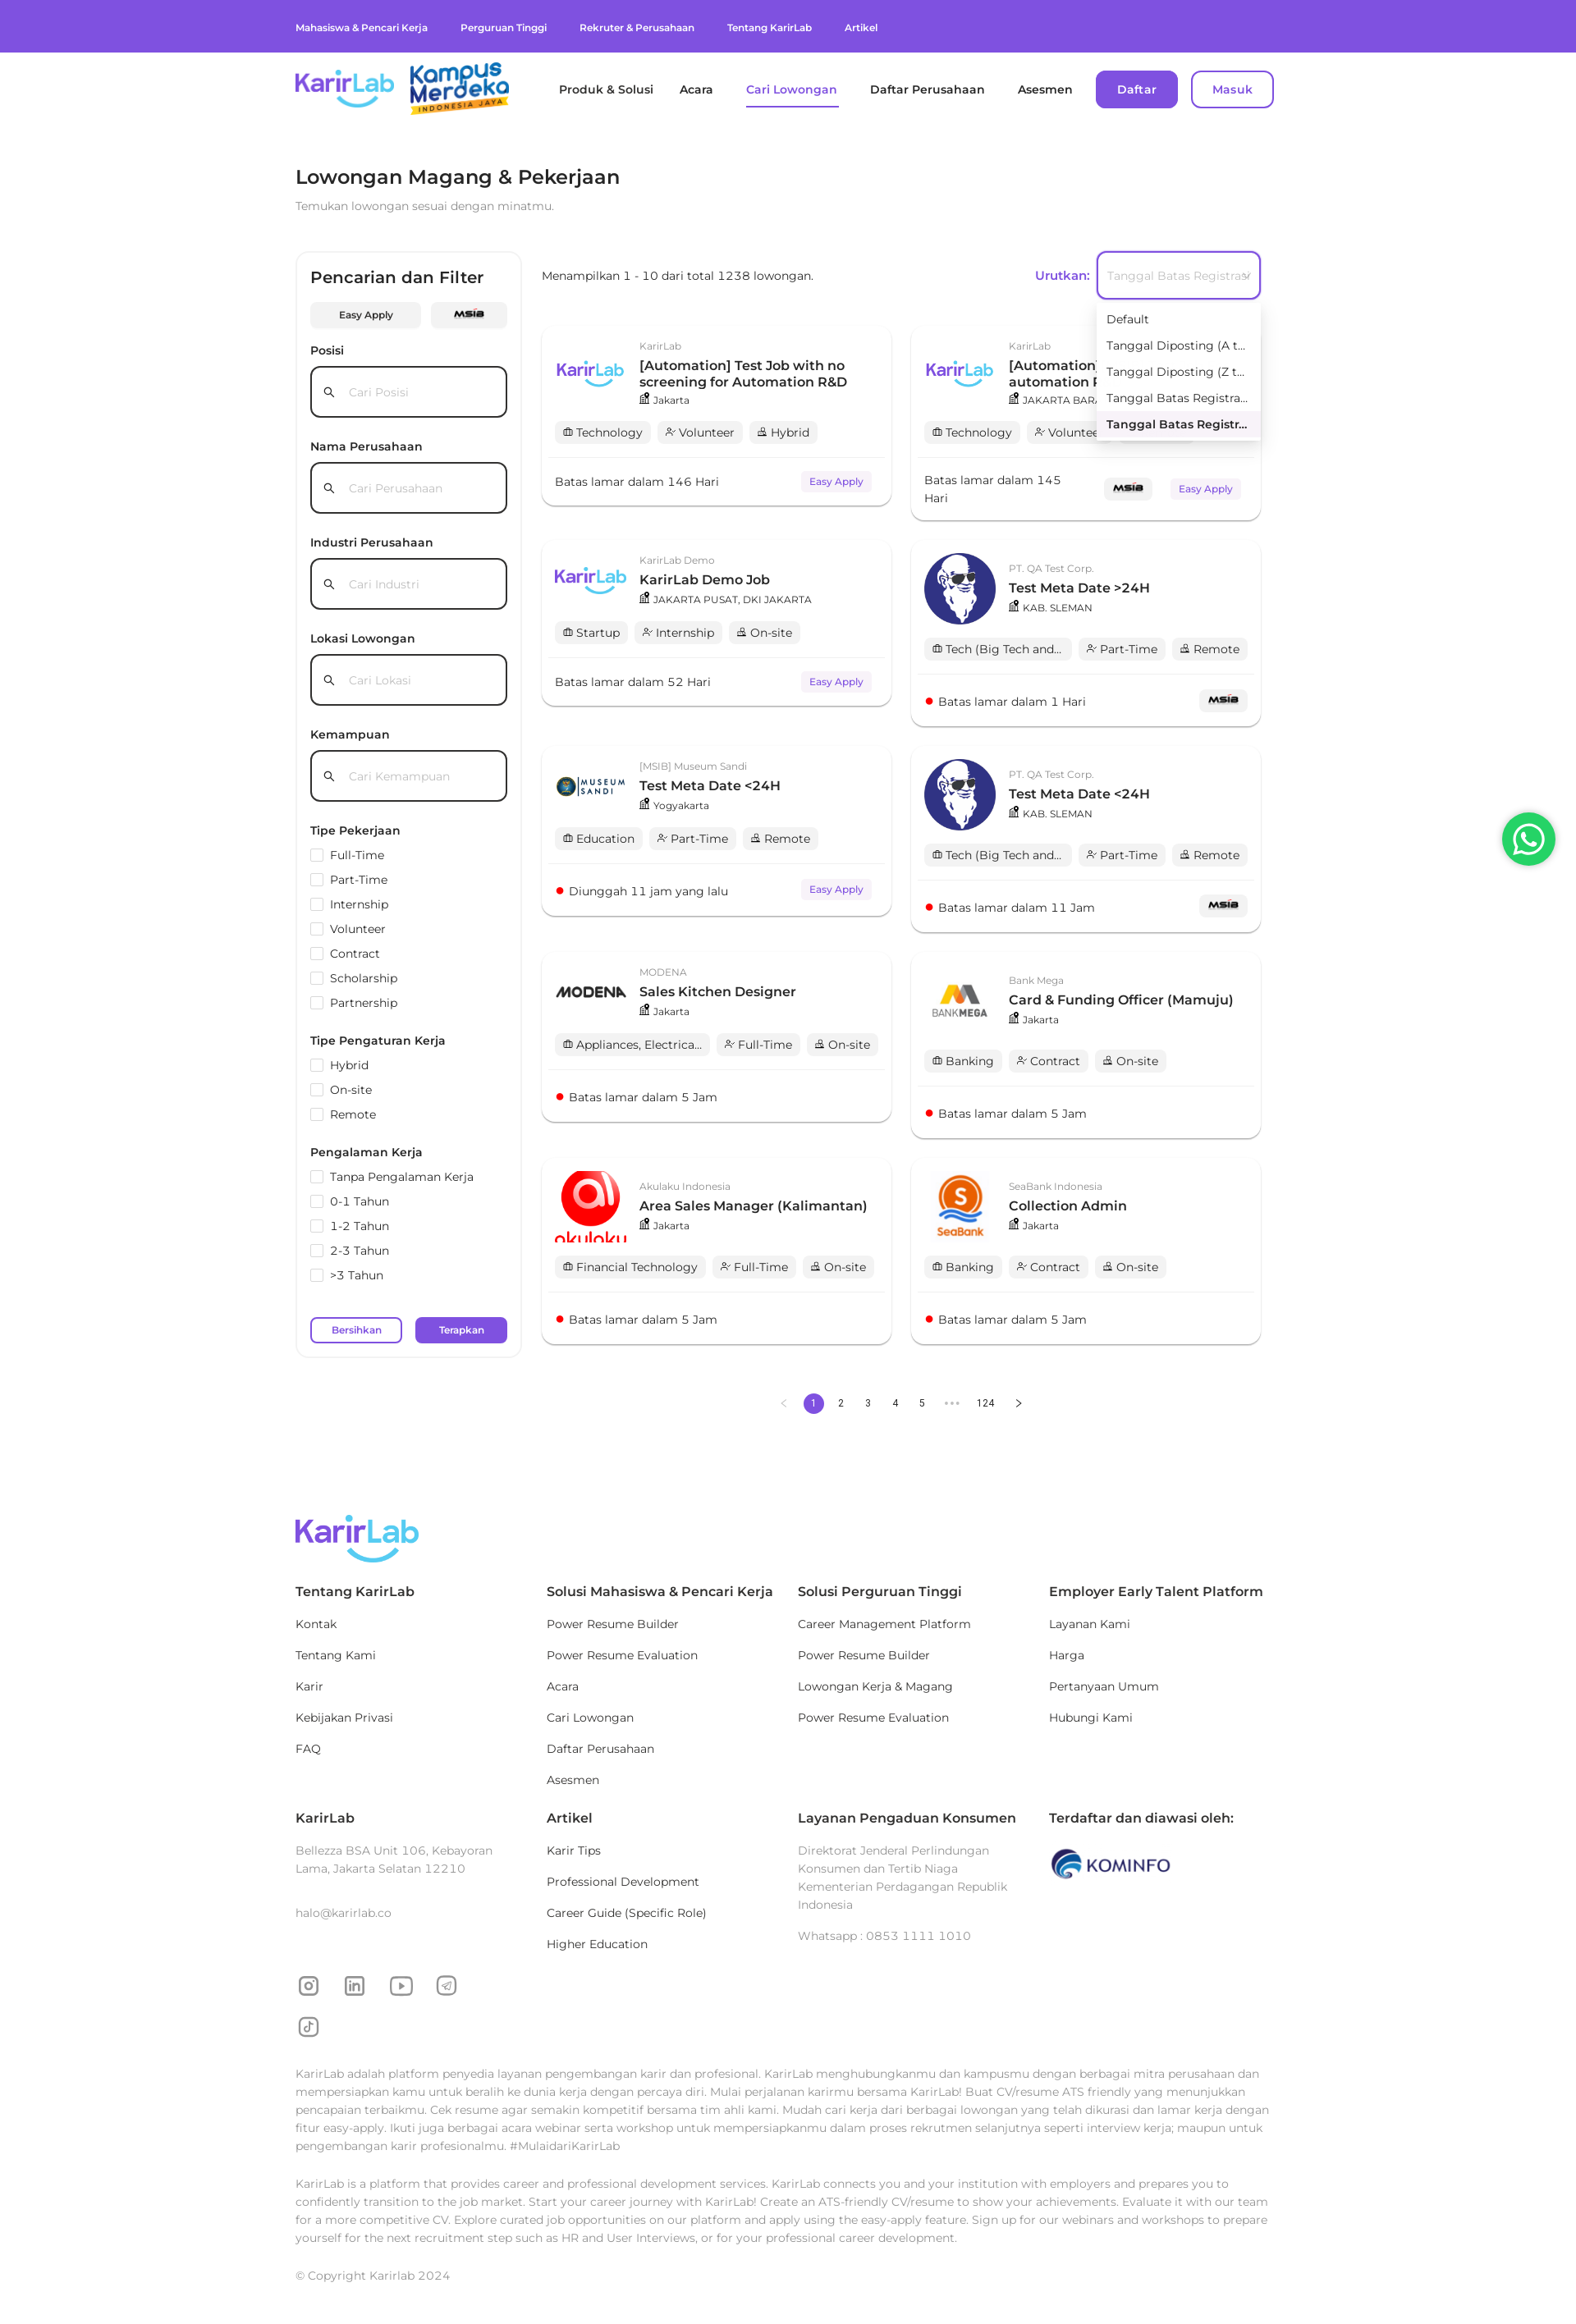 Mahasiswa & Pencari Kerja
Perguruan Tinggi
Rekruter & Perusahaan
Tentang KarirLab
Artikel
KarirLab
Kampus
Merdeka
INDONESIA JAYA
Produk & Solusi
Acara
Cari Lowongan
Daftar Perusahaan
Asesmen
Daftar
Masuk
Lowongan Magang & Pekerjaan
Temukan lowongan sesuai dengan minatmu.
Pencarian dan Filter
Easy Apply
MSIB
Posisi
Cari Posisi
Nama Perusahaan
Cari Perusahaan
Industri Perusahaan
Cari Industri
Lokasi Lowongan
Cari Lokasi
Kemampuan
Cari Kemampuan
Tipe Pekerjaan
Full-Time
Part-Time
Internship
Volunteer
Contract
Scholarship
Partnership
Tipe Pengaturan Kerja
Hybrid
On-site
Remote
Pengalaman Kerja
Tanpa Pengalaman Kerja
0-1 Tahun
1-2 Tahun
2-3 Tahun
>3 Tahun
Bersihkan
Terapkan
Menampilkan 1 - 10 dari total 1238 lowongan.
Urutkan:
Tanggal Batas Registrasi
Default
Tanggal Diposting (A t...
Tanggal Diposting (Z t...
Tanggal Batas Registra...
Tanggal Batas Registr...
KarirLab
KarirLab
[Automation] Test Job with no
screening for Automation R&D
Jakarta
Technology
Volunteer
Hybrid
Batas lamar dalam 146 Hari
Easy Apply
KarirLab
KarirLab
[Automation]
automation
JAKARTA
Technology
Batas lamar dalam 145
Hari
MSIB
Easy Apply
KarirLab
KarirLab Demo
KarirLab Demo Job
JAKARTA PUSAT, DKI JAKARTA
Startup
Internship
On-site
Batas lamar dalam 52 Hari
Easy Apply
PT. QA Test Corp.
Test Meta Date >24H
KAB. SLEMAN
Tech (Big Tech and...
Part-Time
Remote
Batas lamar dalam 1 Hari
MSIB
MUSEUM
SANDI
[MSIB] Museum Sandi
Test Meta Date <24H
Yogyakarta
Education
Part-Time
Remote
Diunggah 11 jam yang lalu
Easy Apply
PT. QA Test Corp.
Test Meta Date <24H
KAB. SLEMAN
Tech (Big Tech and...
Part-Time
Remote
Batas lamar dalam 11 Jam
MSIB
MODENA
MODENA
Sales Kitchen Designer
Jakarta
Appliances, Electrica...
Full-Time
On-site
Batas lamar dalam 5 Jam
BANKMEGA
Bank Mega
Card & Funding Officer (Mamuju)
Jakarta
Banking
Contract
On-site
Batas lamar dalam 5 Jam
akulaku
Akulaku Indonesia
Area Sales Manager (Kalimantan)
Jakarta
Financial Technology
Full-Time
On-site
Batas lamar dalam 5 Jam
SeaBank
SeaBank Indonesia
Collection Admin
Jakarta
Banking
Contract
On-site
Batas lamar dalam 5 Jam
1 2 3 4 5 ••• 124
KarirLab
Tentang KarirLab
Kontak
Tentang Kami
Karir
Kebijakan Privasi
FAQ
Solusi Mahasiswa & Pencari Kerja
Power Resume Builder
Power Resume Evaluation
Acara
Cari Lowongan
Daftar Perusahaan
Asesmen
Solusi Perguruan Tinggi
Career Management Platform
Power Resume Builder
Lowongan Kerja & Magang
Power Resume Evaluation
Employer Early Talent Platform
Layanan Kami
Harga
Pertanyaan Umum
Hubungi Kami
KarirLab
Bellezza BSA Unit 106, Kebayoran
Lama, Jakarta Selatan 12210
halo@karirlab.co
Artikel
Karir Tips
Professional Development
Career Guide (Specific Role)
Higher Education
Layanan Pengaduan Konsumen
Direktorat Jenderal Perlindungan
Konsumen dan Tertib Niaga
Kementerian Perdagangan Republik
Indonesia
Whatsapp : 0853 1111 1010
Terdaftar dan diawasi oleh:
KOMINFO
KarirLab adalah platform penyedia layanan pengembangan karir dan profesional. KarirLab menghubungkanmu dan kampusmu dengan berbagai mitra perusahaan dan
mempersiapkan kamu untuk beralih ke dunia kerja dengan percaya diri. Mulai perjalanan karirmu bersama KarirLab! Buat CV/resume ATS friendly yang menunjukkan
pencapaian terbaikmu. Cek resume agar semakin kompetitif bersama tim ahli kami. Mudah cari kerja dari berbagai lowongan yang telah dikurasi dan lamar kerja dengan
fitur easy-apply. Ikuti juga berbagai acara webinar serta workshop untuk mempersiapkanmu dalam proses rekrutmen selanjutnya seperti interview kerja; maupun untuk
pengembangan karir profesionalmu. #MulaidariKarirLab
KarirLab is a platform that provides career and professional development services. KarirLab connects you and your institution with employers and prepares you to
confidently transition to the job market. Start your career journey with KarirLab! Create an ATS-friendly CV/resume to show your achievements. Evaluate it with our team
for a more competitive CV. Explore curated job opportunities on our platform and apply using the easy-apply feature. Sign up for our webinars and workshops to prepare
yourself for the next recruitment step such as HR and User Interviews, or for your professional career development.
© Copyright Karirlab 2024